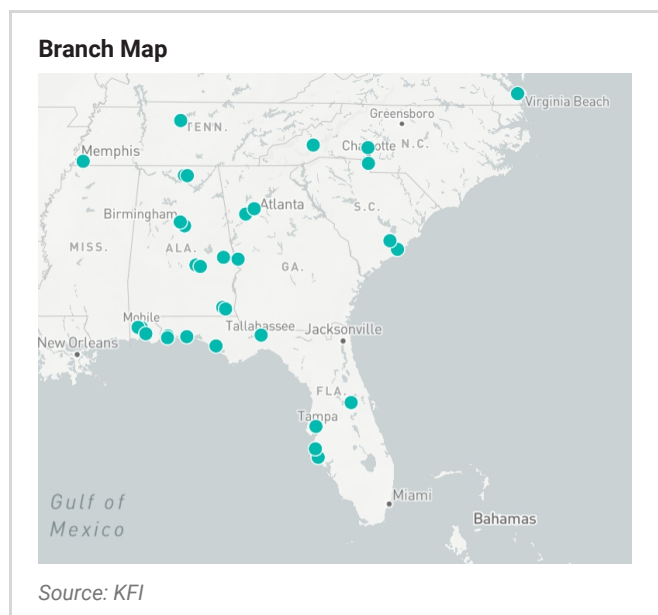 Branch Map
Virginia Beach
Greensboro
TENN.
Charlotte N.C.
Memphis
Atlanta
S.C.
Birmingham
MISS.
ALA.
GA.
Mobile
Tallahassee
Jacksonville
New Orleans
FLA.
Tampa
Gulf of
Mexico
Miami
Bahamas
Source: KFI